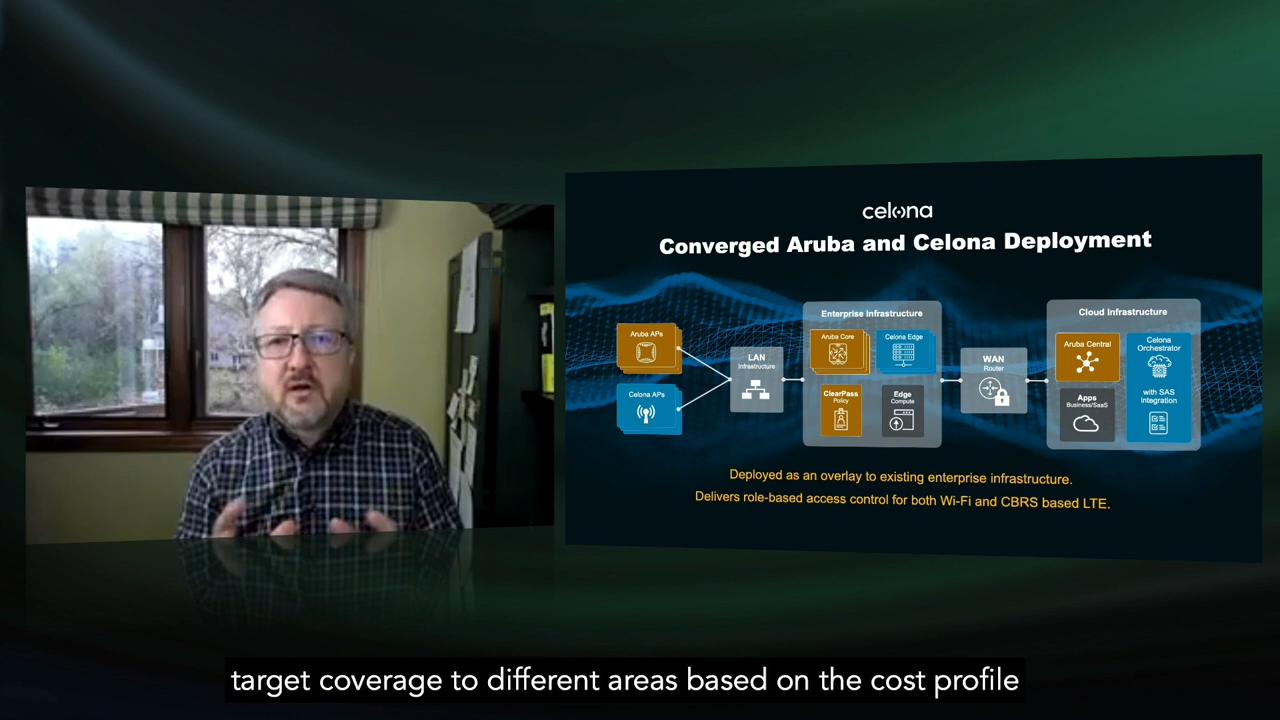 celona
Converged Aruba and Celona Deployment
Aruba APs
Celona APs
LAN
Infrastructure
Enterprise Infrastructure
Aruba Core
Celona Edge
ClearPass
Policy
Edge
Compute
WAN
Router
Cloud Infrastructure
Aruba Central
Apps
Business/SaaS
Celona
Orchestrator
with SAS
Integration
Deployed as an overlay to existing enterprise infrastructure.
Delivers role-based access control for both Wi-Fi and CBRS based LTE.
target coverage to different areas based on the cost profile